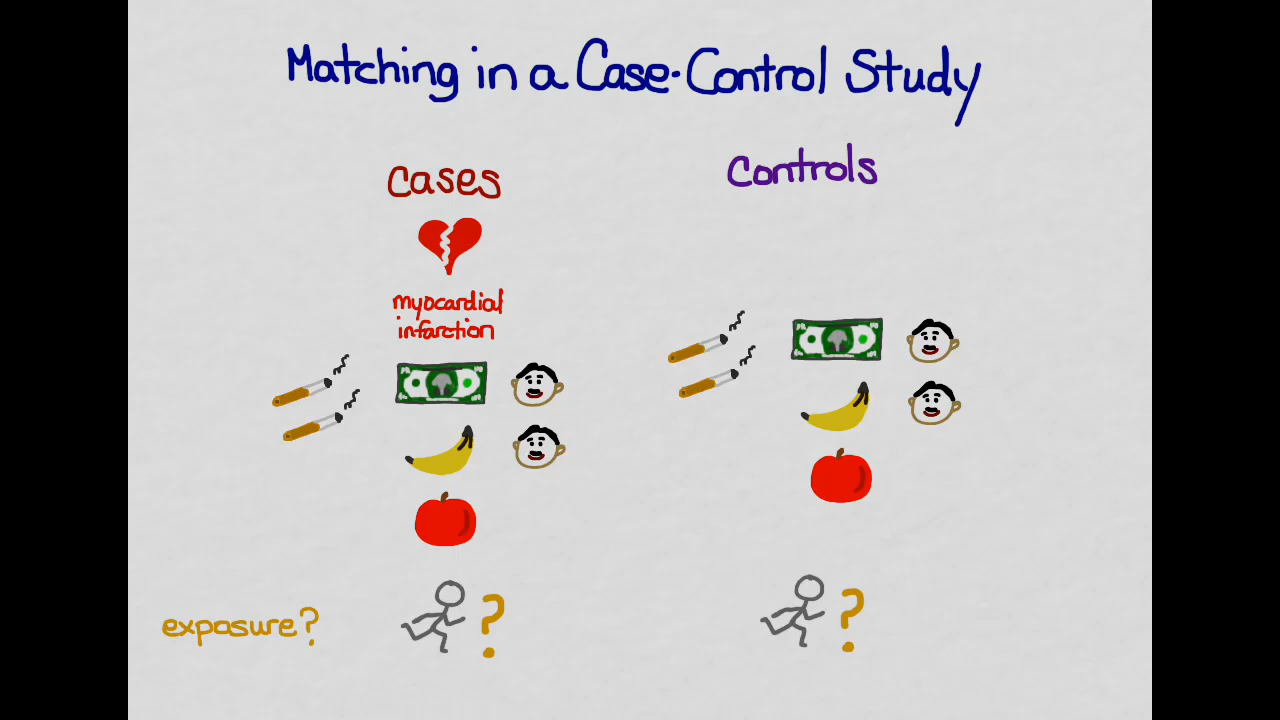 Matching in a Case-Control Study
Cases
Controls
myocardial
infarction
exposure?
?
?